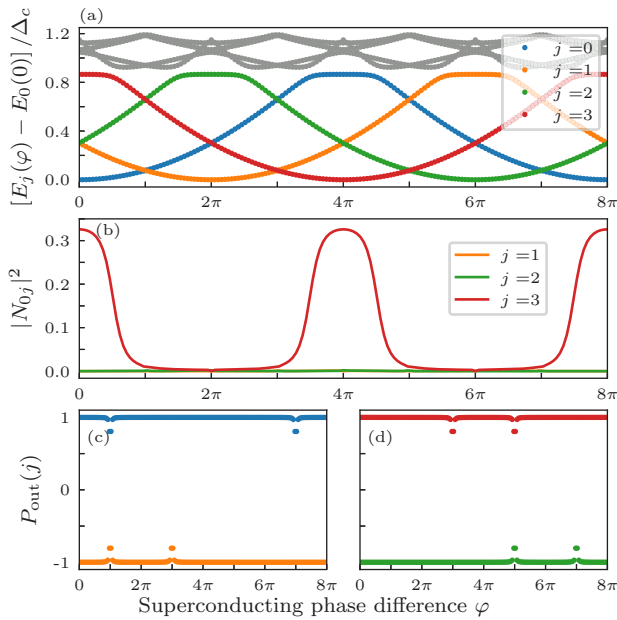 (a)
[E_j(φ) − E_0(0)] /Δ_c
1.2
0.8
0.4
0.0
j =0
j =1
j =2
j =3
0 2π 4π 6π 8π
(b)
|N_{0j}|^2
0.3
0.2
0.1
0.0
j =1
j =2
j =3
0 2π 4π 6π 8π
(c)
P_out(j)
1
0
-1
0 2π 4π 6π 8π
(d)
0 2π 4π 6π 8π
Superconducting phase difference φ